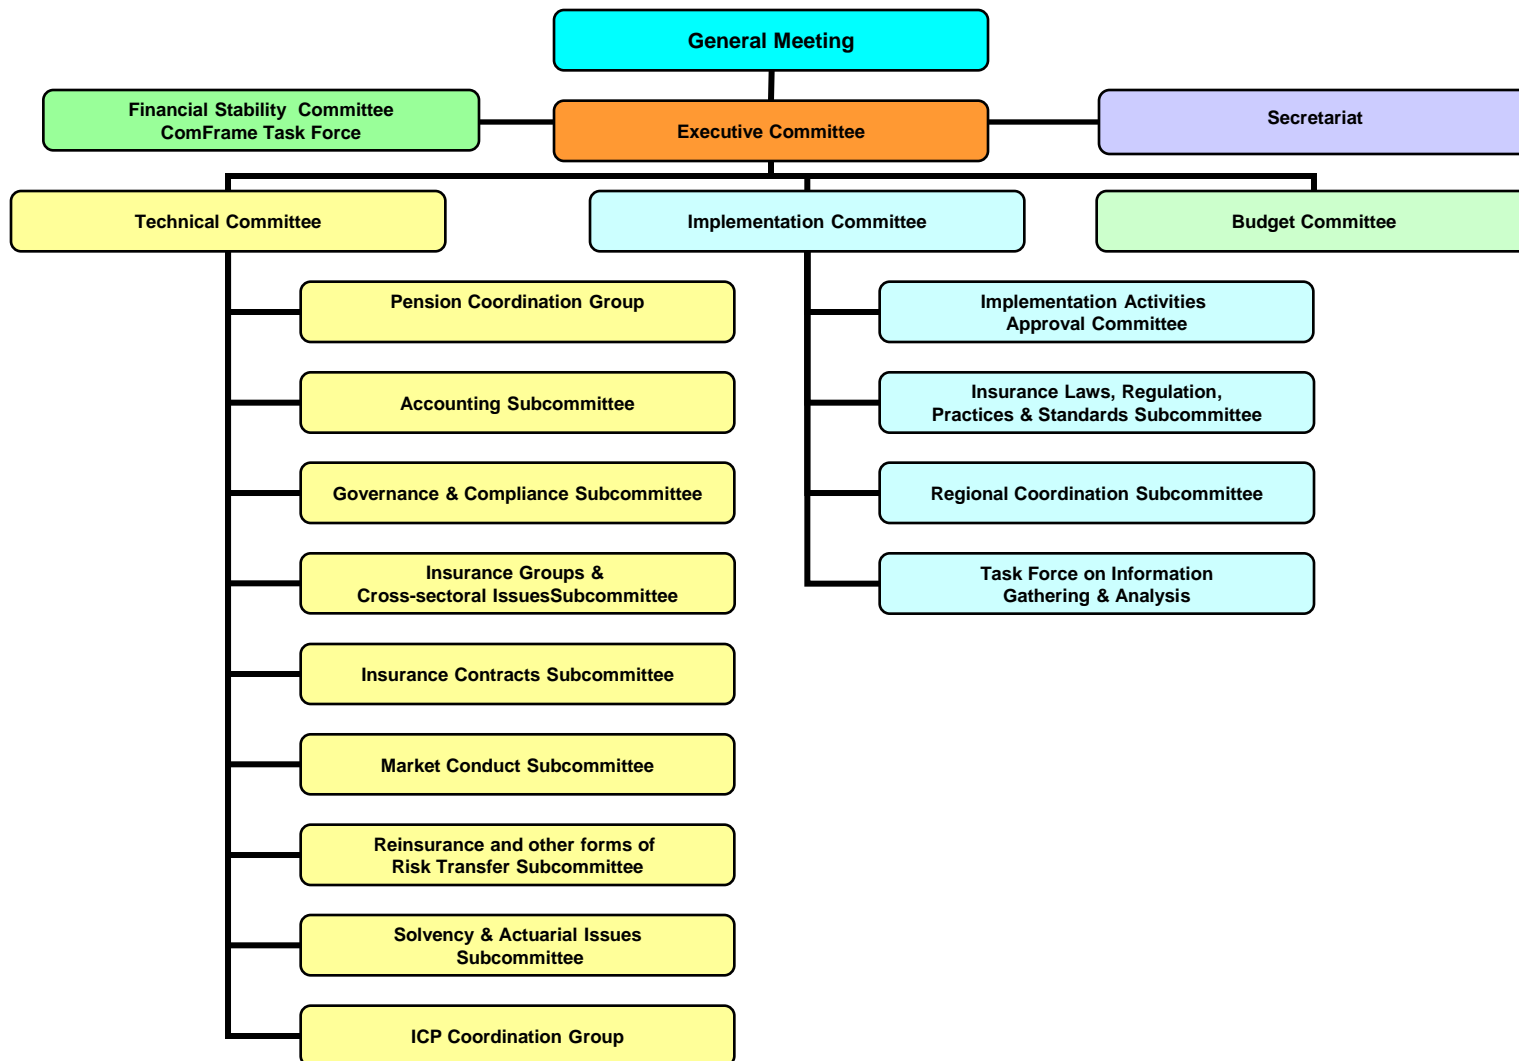 General Meeting
Financial Stability Committee
ComFrame Task Force
Executive Committee
Secretariat
Technical Committee
Implementation Committee
Budget Committee
Pension Coordination Group
Accounting Subcommittee
Governance & Compliance Subcommittee
Insurance Groups &
Cross-sectoral IssuesSubcommittee
Insurance Contracts Subcommittee
Market Conduct Subcommittee
Reinsurance and other forms of
Risk Transfer Subcommittee
Solvency & Actuarial Issues
Subcommittee
ICP Coordination Group
Implementation Activities
Approval Committee
Insurance Laws, Regulation,
Practices & Standards Subcommittee
Regional Coordination Subcommittee
Task Force on Information
Gathering & Analysis